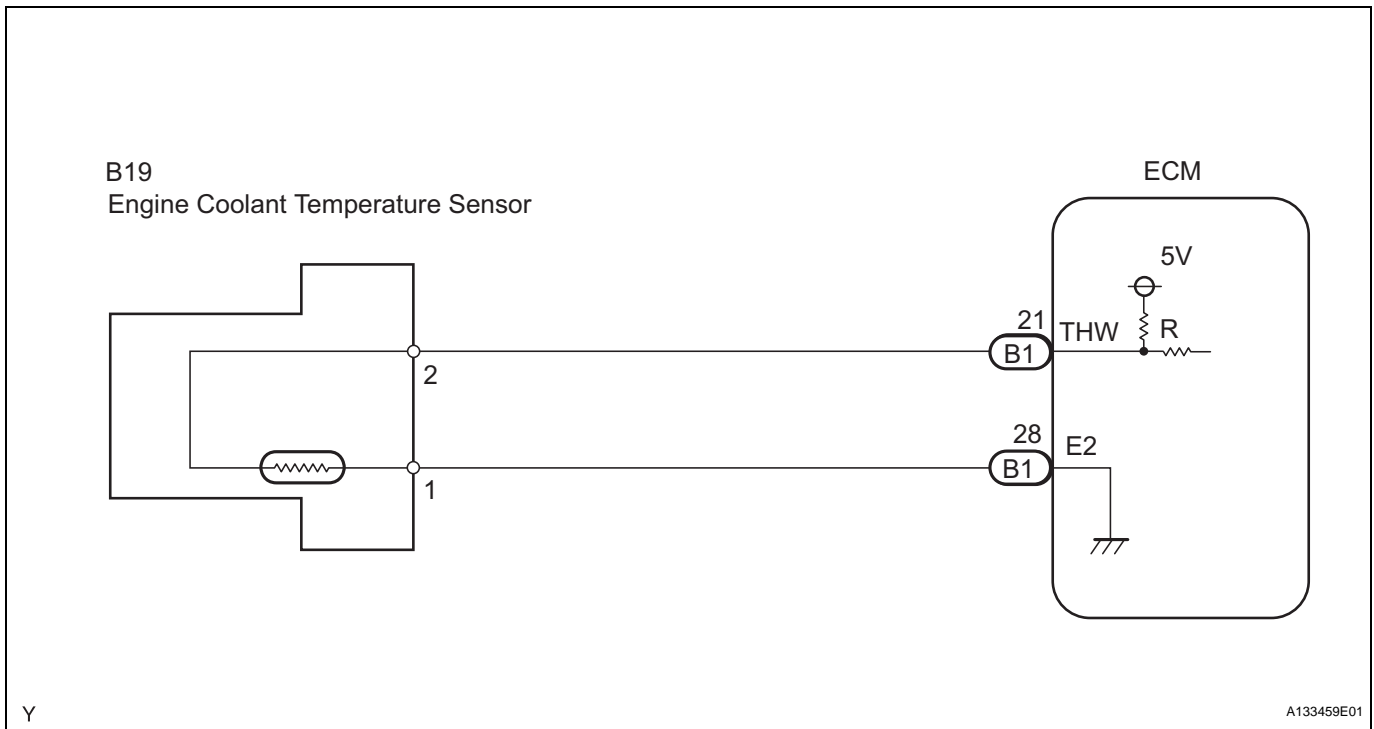 B19
Engine Coolant Temperature Sensor
ECM
5V
21
THW
R
B1
2
28
E2
B1
1
Y
A133459E01